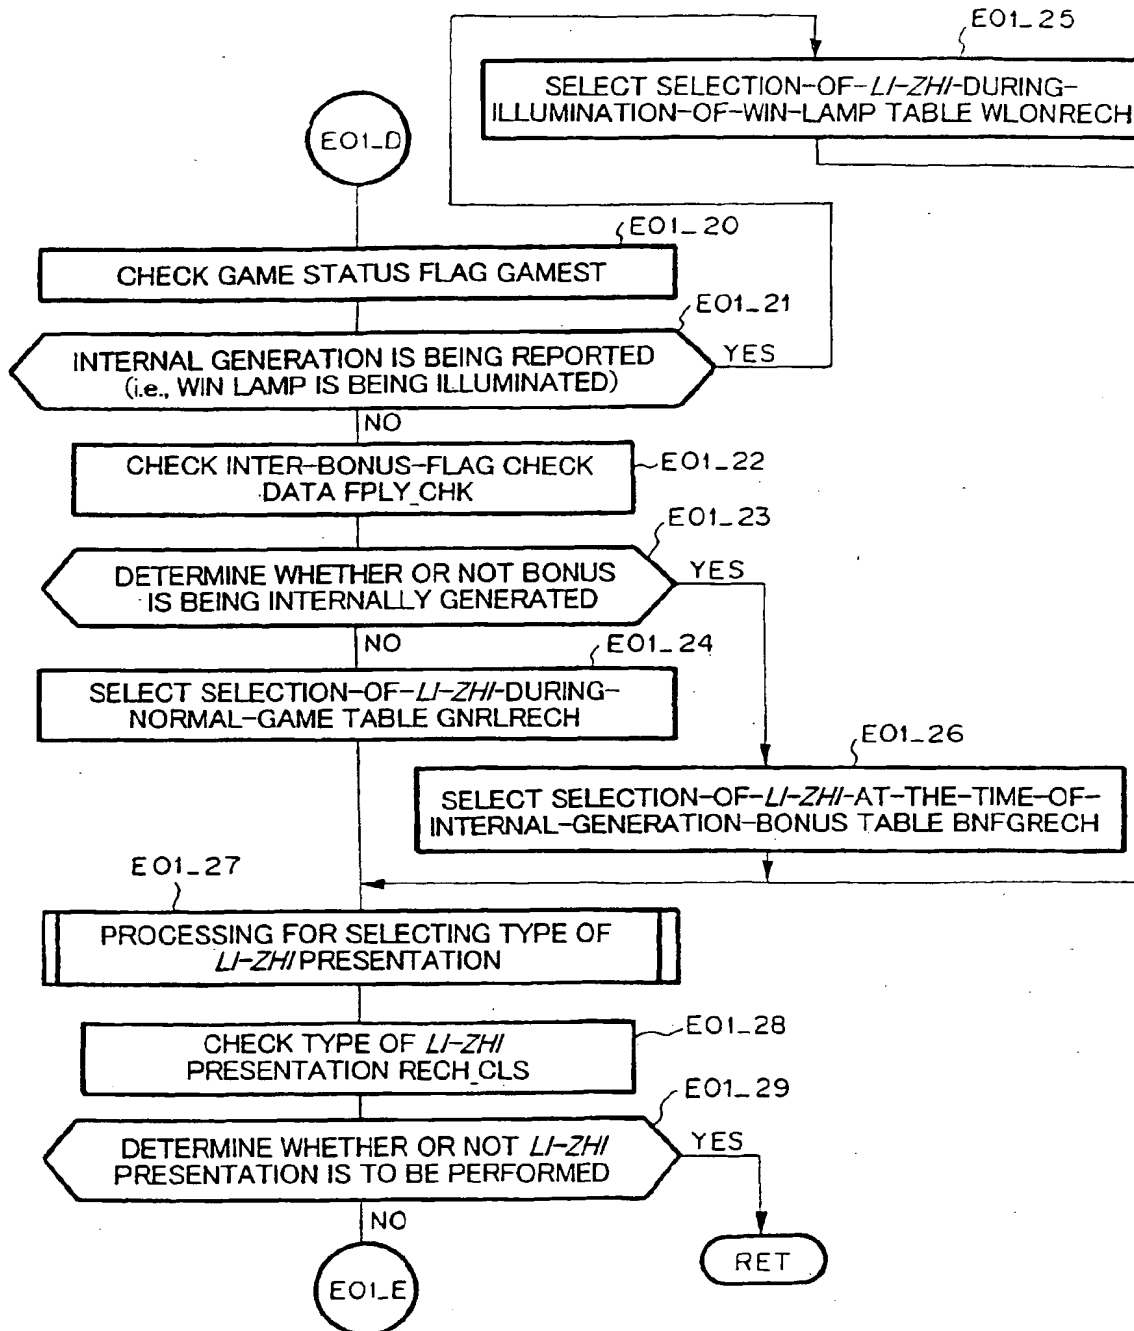 E01_25
SELECT SELECTION-OF-LI-ZHI-DURING-
ILLUMINATION-OF-WIN-LAMP TABLE WLONRECH
E01_D
E01_20
CHECK GAME STATUS FLAG GAMEST
E01_21
INTERNAL GENERATION IS BEING REPORTED
(i.e., WIN LAMP IS BEING ILLUMINATED)
YES
NO
CHECK INTER-BONUS-FLAG CHECK
DATA FPLY_CHK
E01_22
E01_23
DETERMINE WHETHER OR NOT BONUS
IS BEING INTERNALLY GENERATED
YES
NO
E01_24
SELECT SELECTION-OF-LI-ZHI-DURING-
NORMAL-GAME TABLE GNRLRECH
E01_26
SELECT SELECTION-OF-LI-ZHI-AT-THE-TIME-OF-
INTERNAL-GENERATION-BONUS TABLE BNFGRECH
E01_27
PROCESSING FOR SELECTING TYPE OF
LI-ZHI PRESENTATION
E01_28
CHECK TYPE OF LI-ZHI
PRESENTATION RECH_CLS
E01_29
DETERMINE WHETHER OR NOT LI-ZHI
PRESENTATION IS TO BE PERFORMED
YES
NO
RET
E01_E